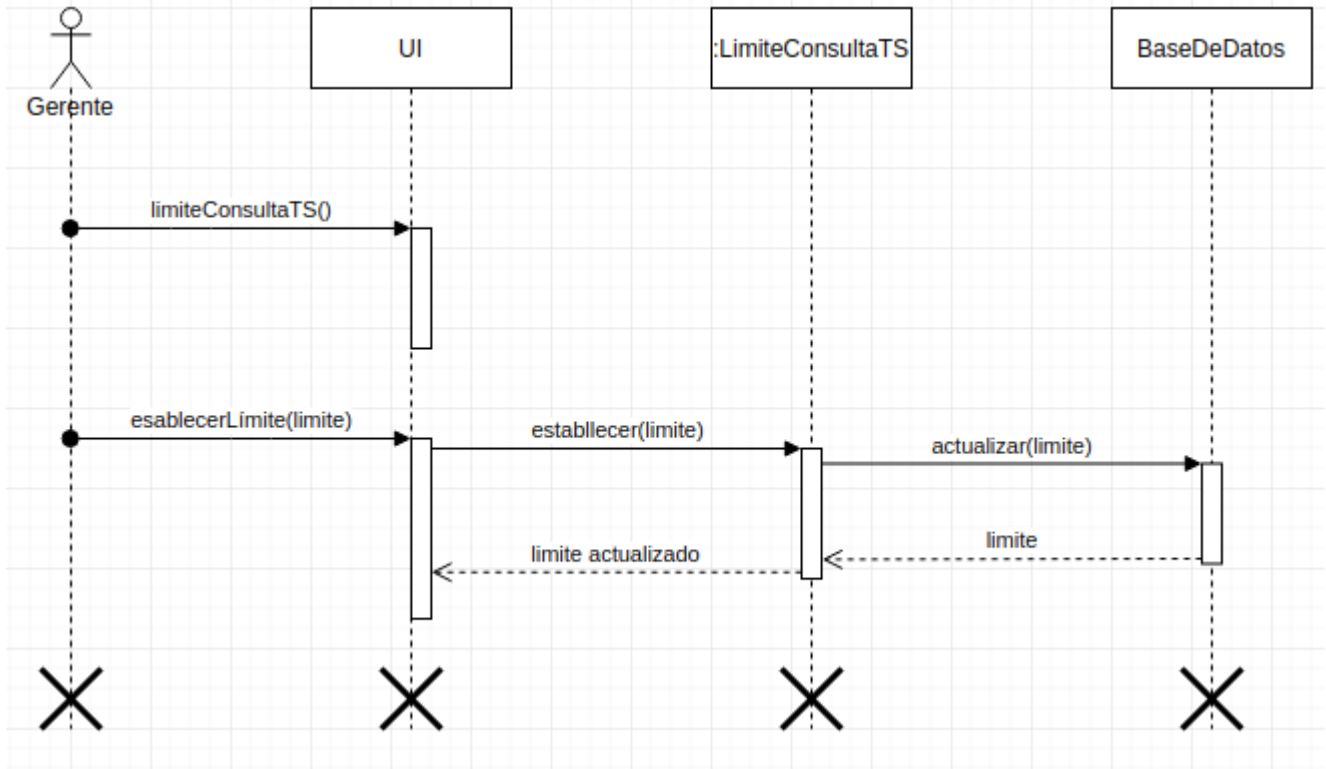 Gerente
UI
:LimiteConsultaTS
BaseDeDatos
limiteConsultaTS()
esablecerLímite(limite)
establlecer(limite)
actualizar(limite)
limite
limite actualizado